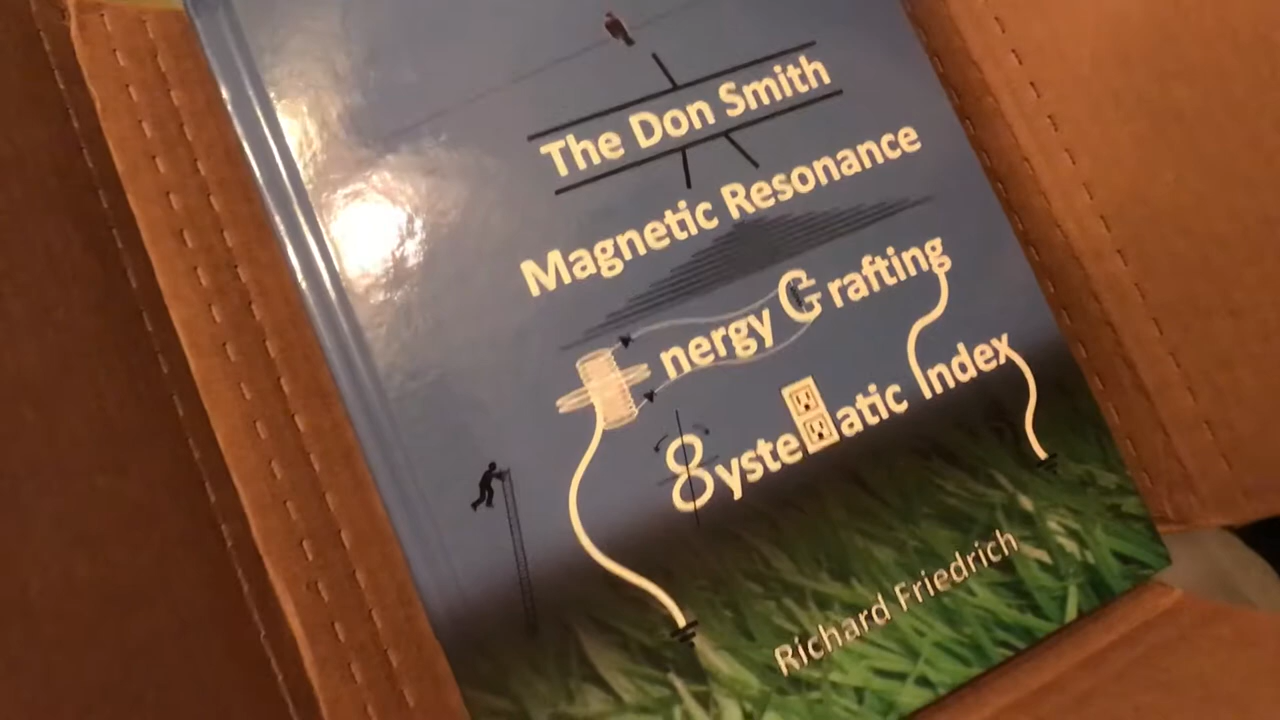 The Don Smith
Magnetic Resonance
Energy Grafting
Systematic Index
Richard Friedrich